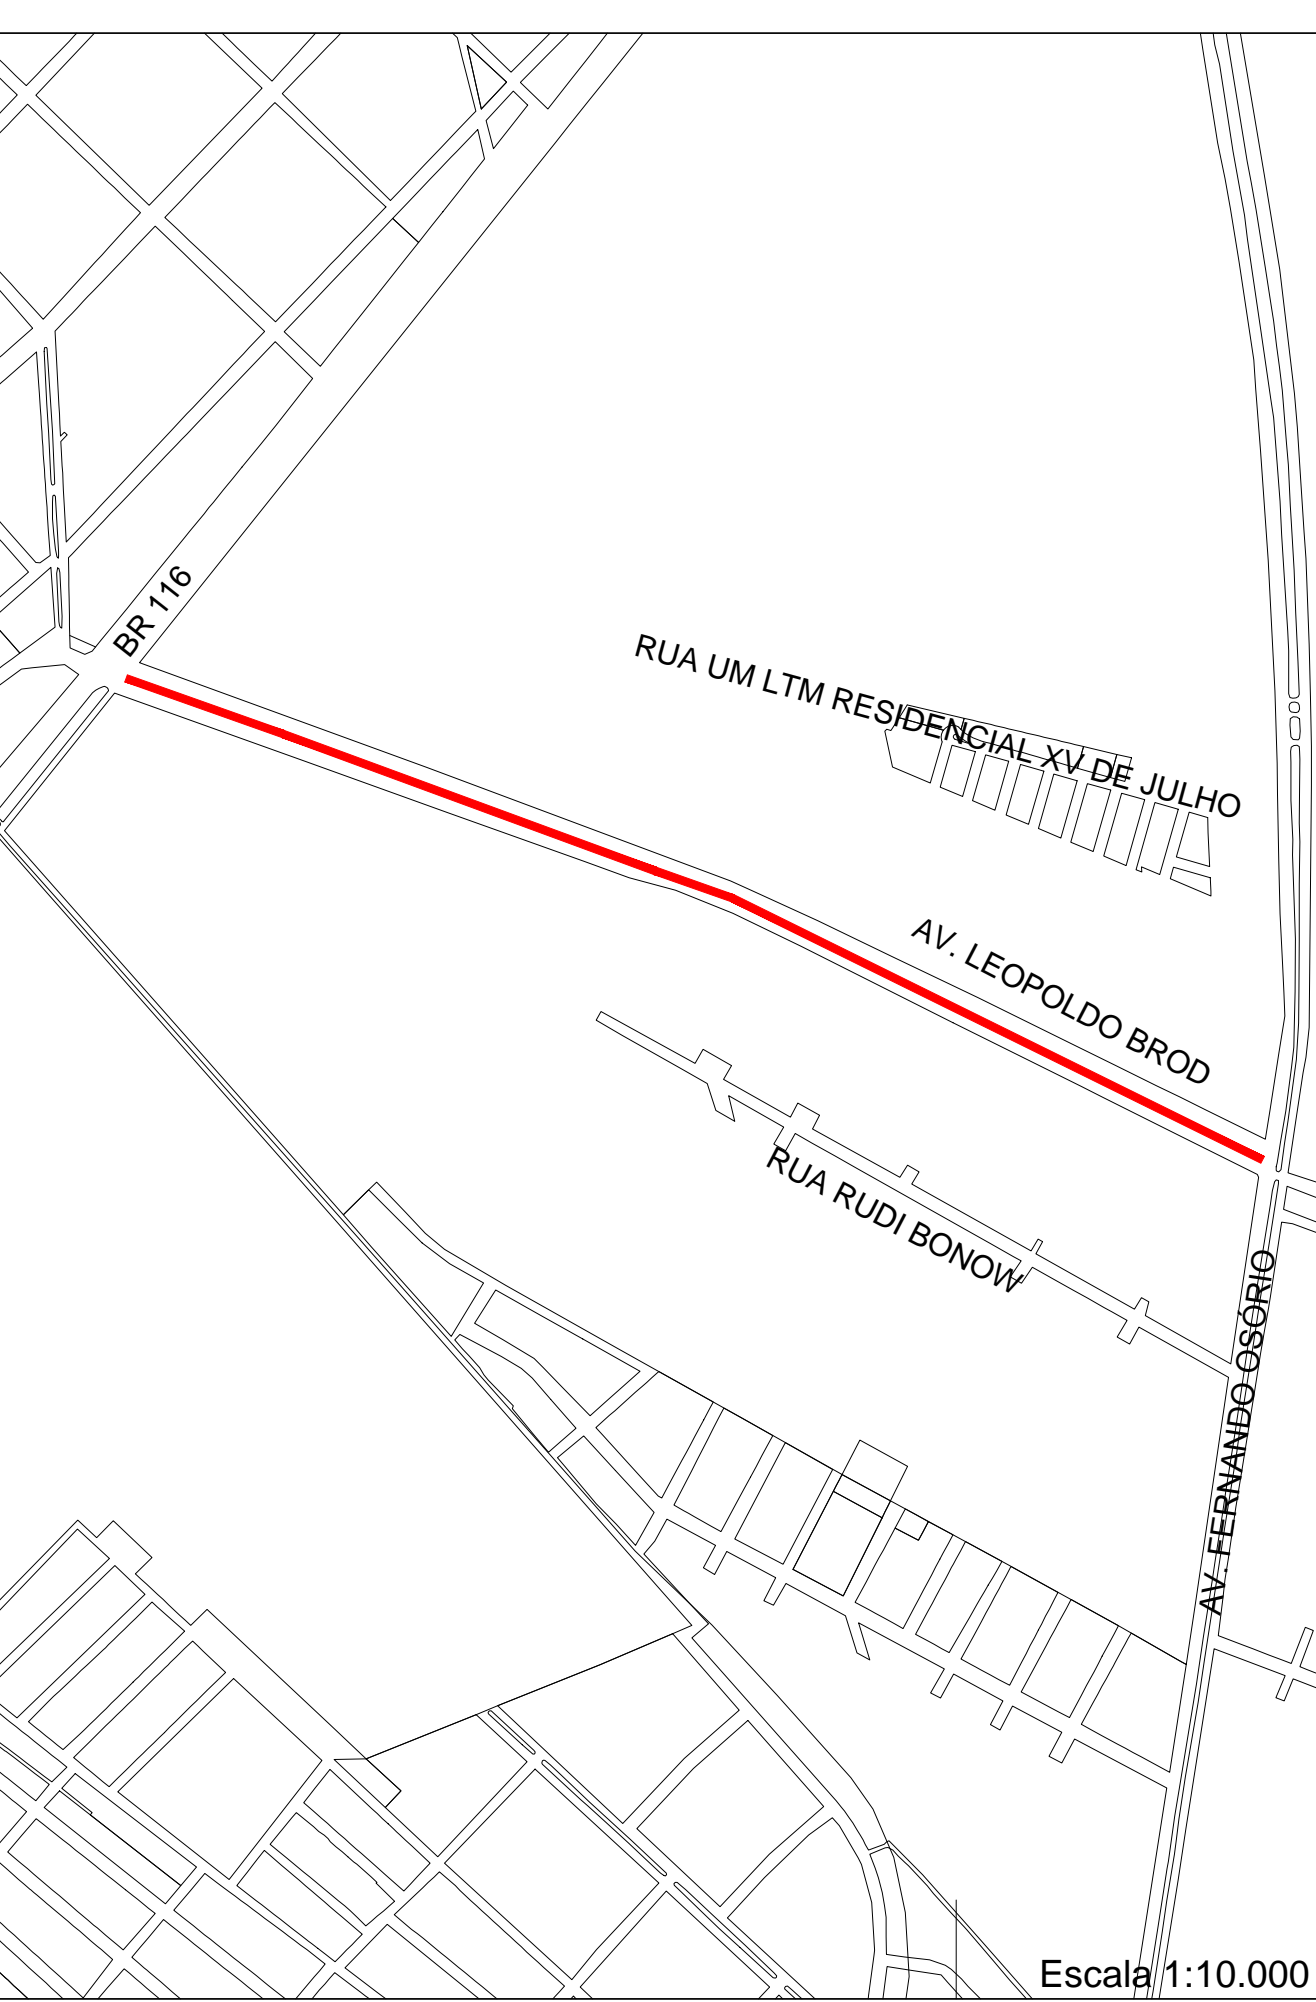 BR 116
RUA UM LTM RESIDENCIAL XV DE JULHO
AV. LEOPOLDO BROD
RUA RUDI BONOW
AV. FERNANDO OSÓRIO
Escala 1:10.000